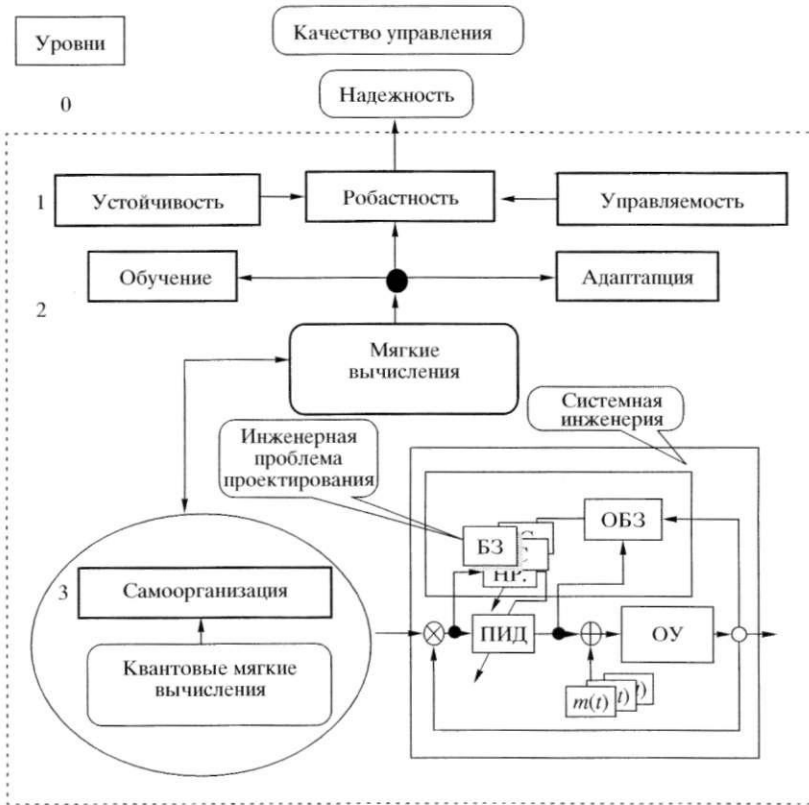 Уровни
Качество управления
0
Надежность
1
Устойчивость
Робастность
Управляемость
Обучение
Адаптапция
2
Мягкие
вычисления
Системная
инженерия
Инженерная
проблема
проектирования
ОБЗ
БЗ
С
С
НР.
3
Самоорганизация
Квантовые мягкие
вычисления
ПИД
ОУ
m(t)
t)
)